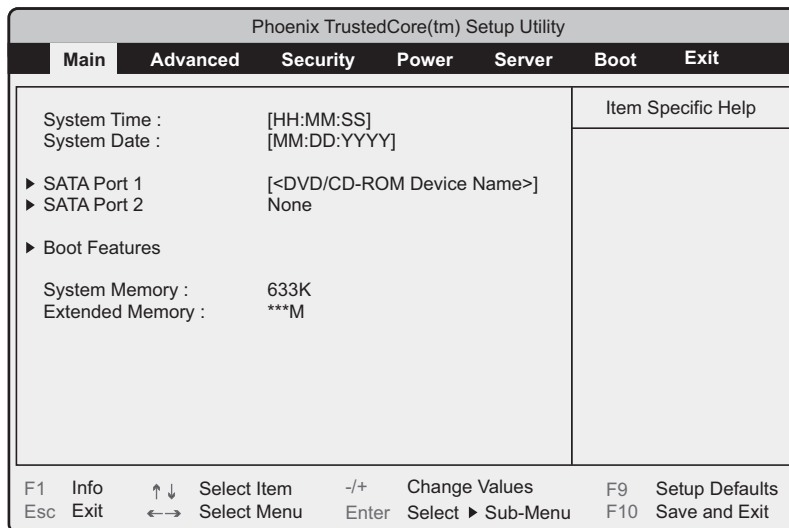 Phoenix TrustedCore(tm) Setup Utility
Main Advanced Security Power Server Boot Exit
Item Specific Help
System Time : [HH:MM:SS]
System Date : [MM:DD:YYYY]
SATA Port 1 [<DVD/CD-ROM Device Name>]
SATA Port 2 None
Boot Features
System Memory : 633K
Extended Memory : ***M
F1 Info ↑ ↓ Select Item -/+ Change Values F9 Setup Defaults
Esc Exit ←→ Select Menu Enter Select ▶ Sub-Menu F10 Save and Exit